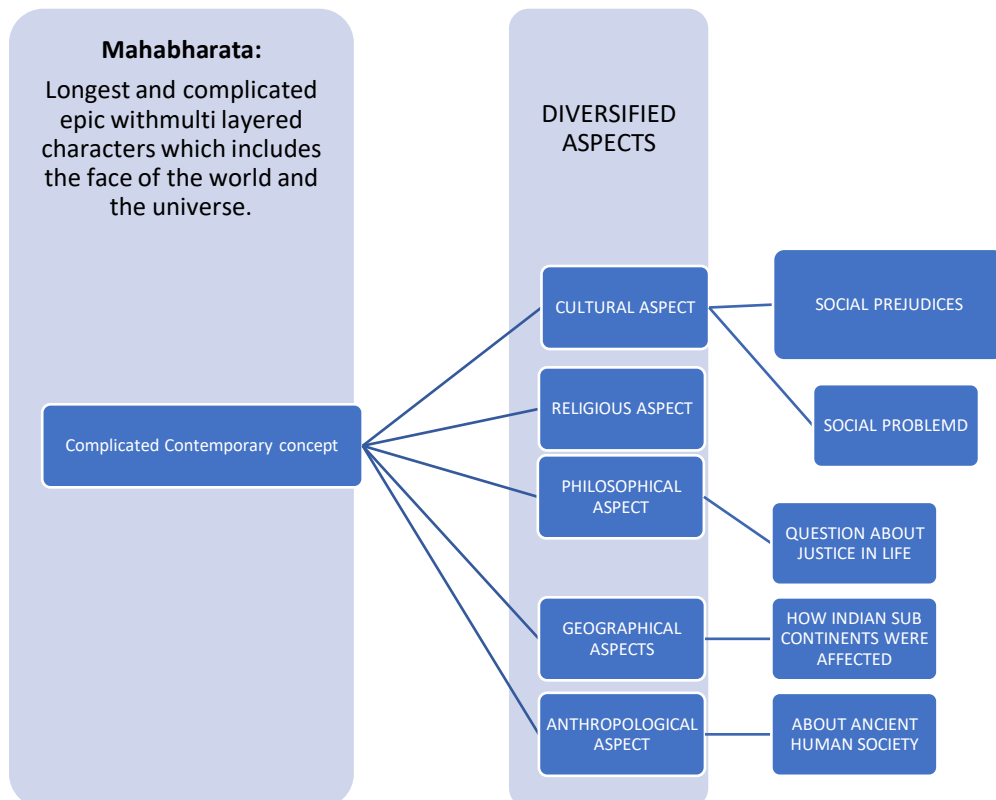 Mahabharata:
Longest and complicated
epic withmulti layered
characters which includes
the face of the world and
the universe.
Complicated Contemporary concept
DIVERSIFIED
ASPECTS
CULTURAL ASPECT
RELIGIOUS ASPECT
PHILOSOPHICAL
ASPECT
GEOGRAPHICAL
ASPECTS
ANTHROPOLOGICAL
ASPECT
SOCIAL PREJUDICES
SOCIAL PROBLEMD
QUESTION ABOUT
JUSTICE IN LIFE
HOW INDIAN SUB
CONTINENTS WERE
AFFECTED
ABOUT ANCIENT
HUMAN SOCIETY